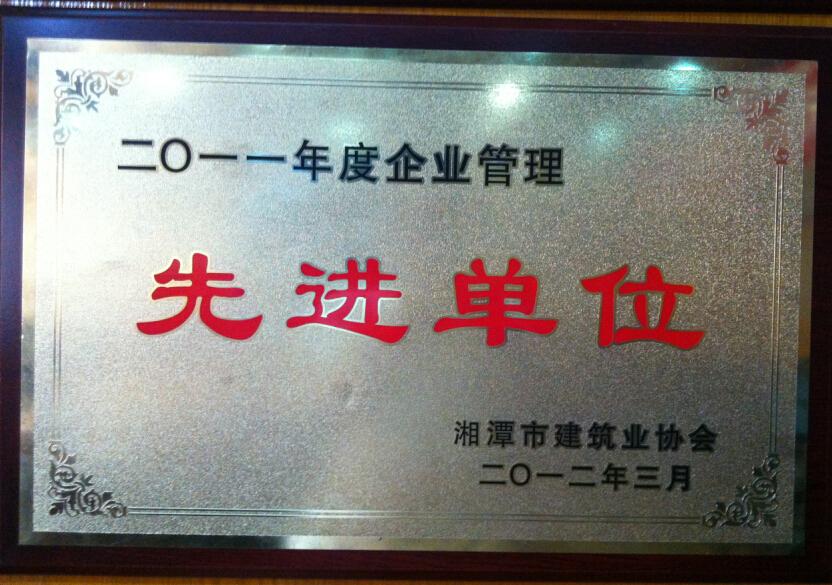 二〇一一年度企业管理
先进单位
湘潭市建筑业协会
二〇一二年三月